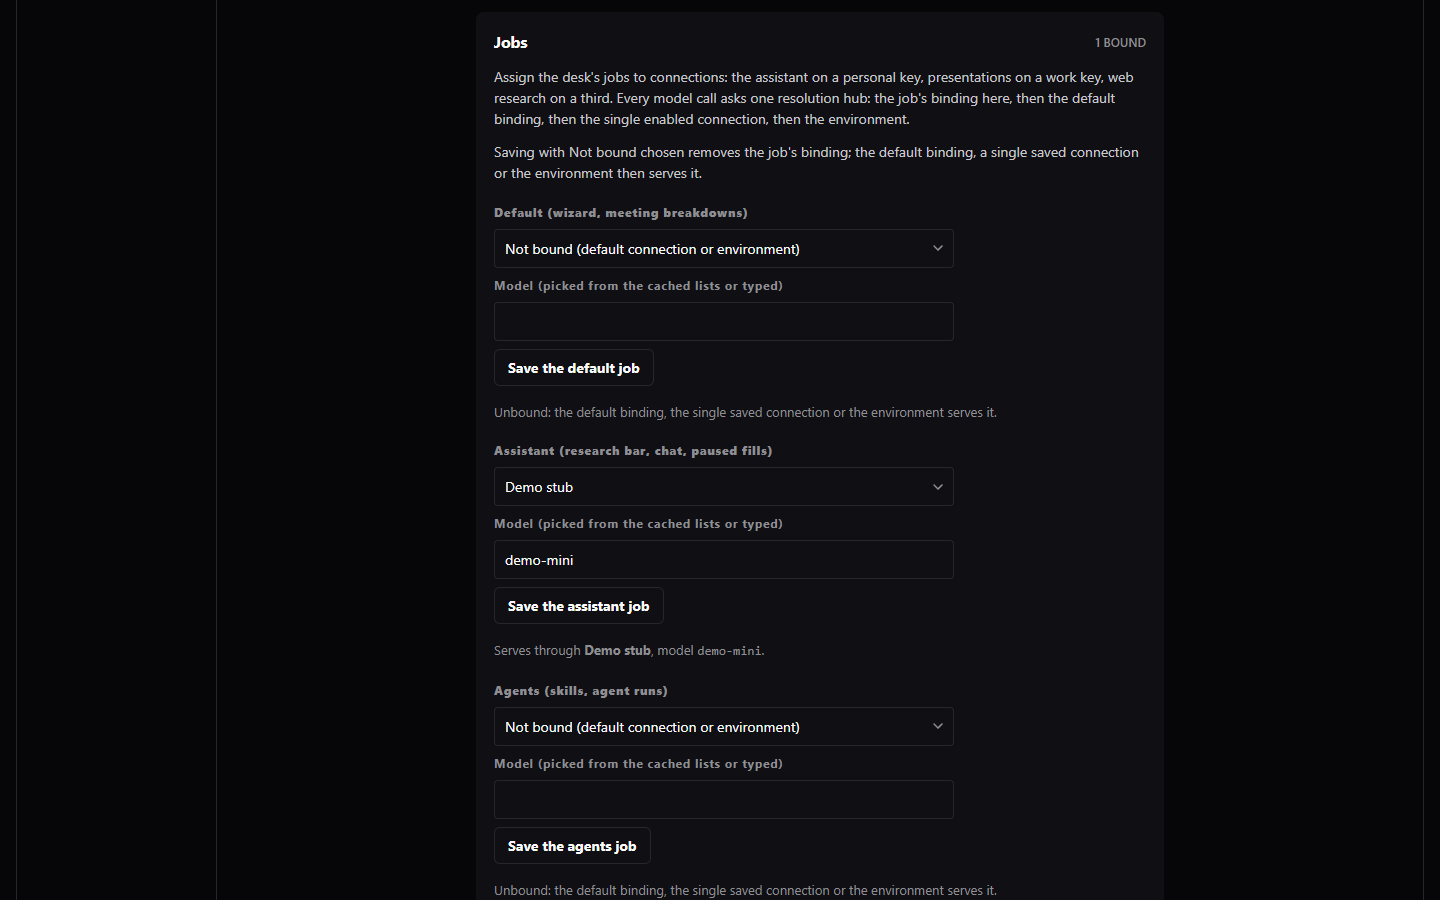 Jobs
1 BOUND
Assign the desk's jobs to connections: the assistant on a personal key, presentations on a work key, web
research on a third. Every model call asks one resolution hub: the job's binding here, then the default
binding, then the single enabled connection, then the environment.
Saving with Not bound chosen removes the job's binding; the default binding, a single saved connection
or the environment then serves it.
Default (wizard, meeting breakdowns)
Not bound (default connection or environment)
Model (picked from the cached lists or typed)
Save the default job
Unbound: the default binding, the single saved connection or the environment serves it.
Assistant (research bar, chat, paused fills)
Demo stub
Model (picked from the cached lists or typed)
demo-mini
Save the assistant job
Serves through Demo stub, model demo-mini.
Agents (skills, agent runs)
Not bound (default connection or environment)
Model (picked from the cached lists or typed)
Save the agents job
Unbound: the default binding, the single saved connection or the environment serves it.